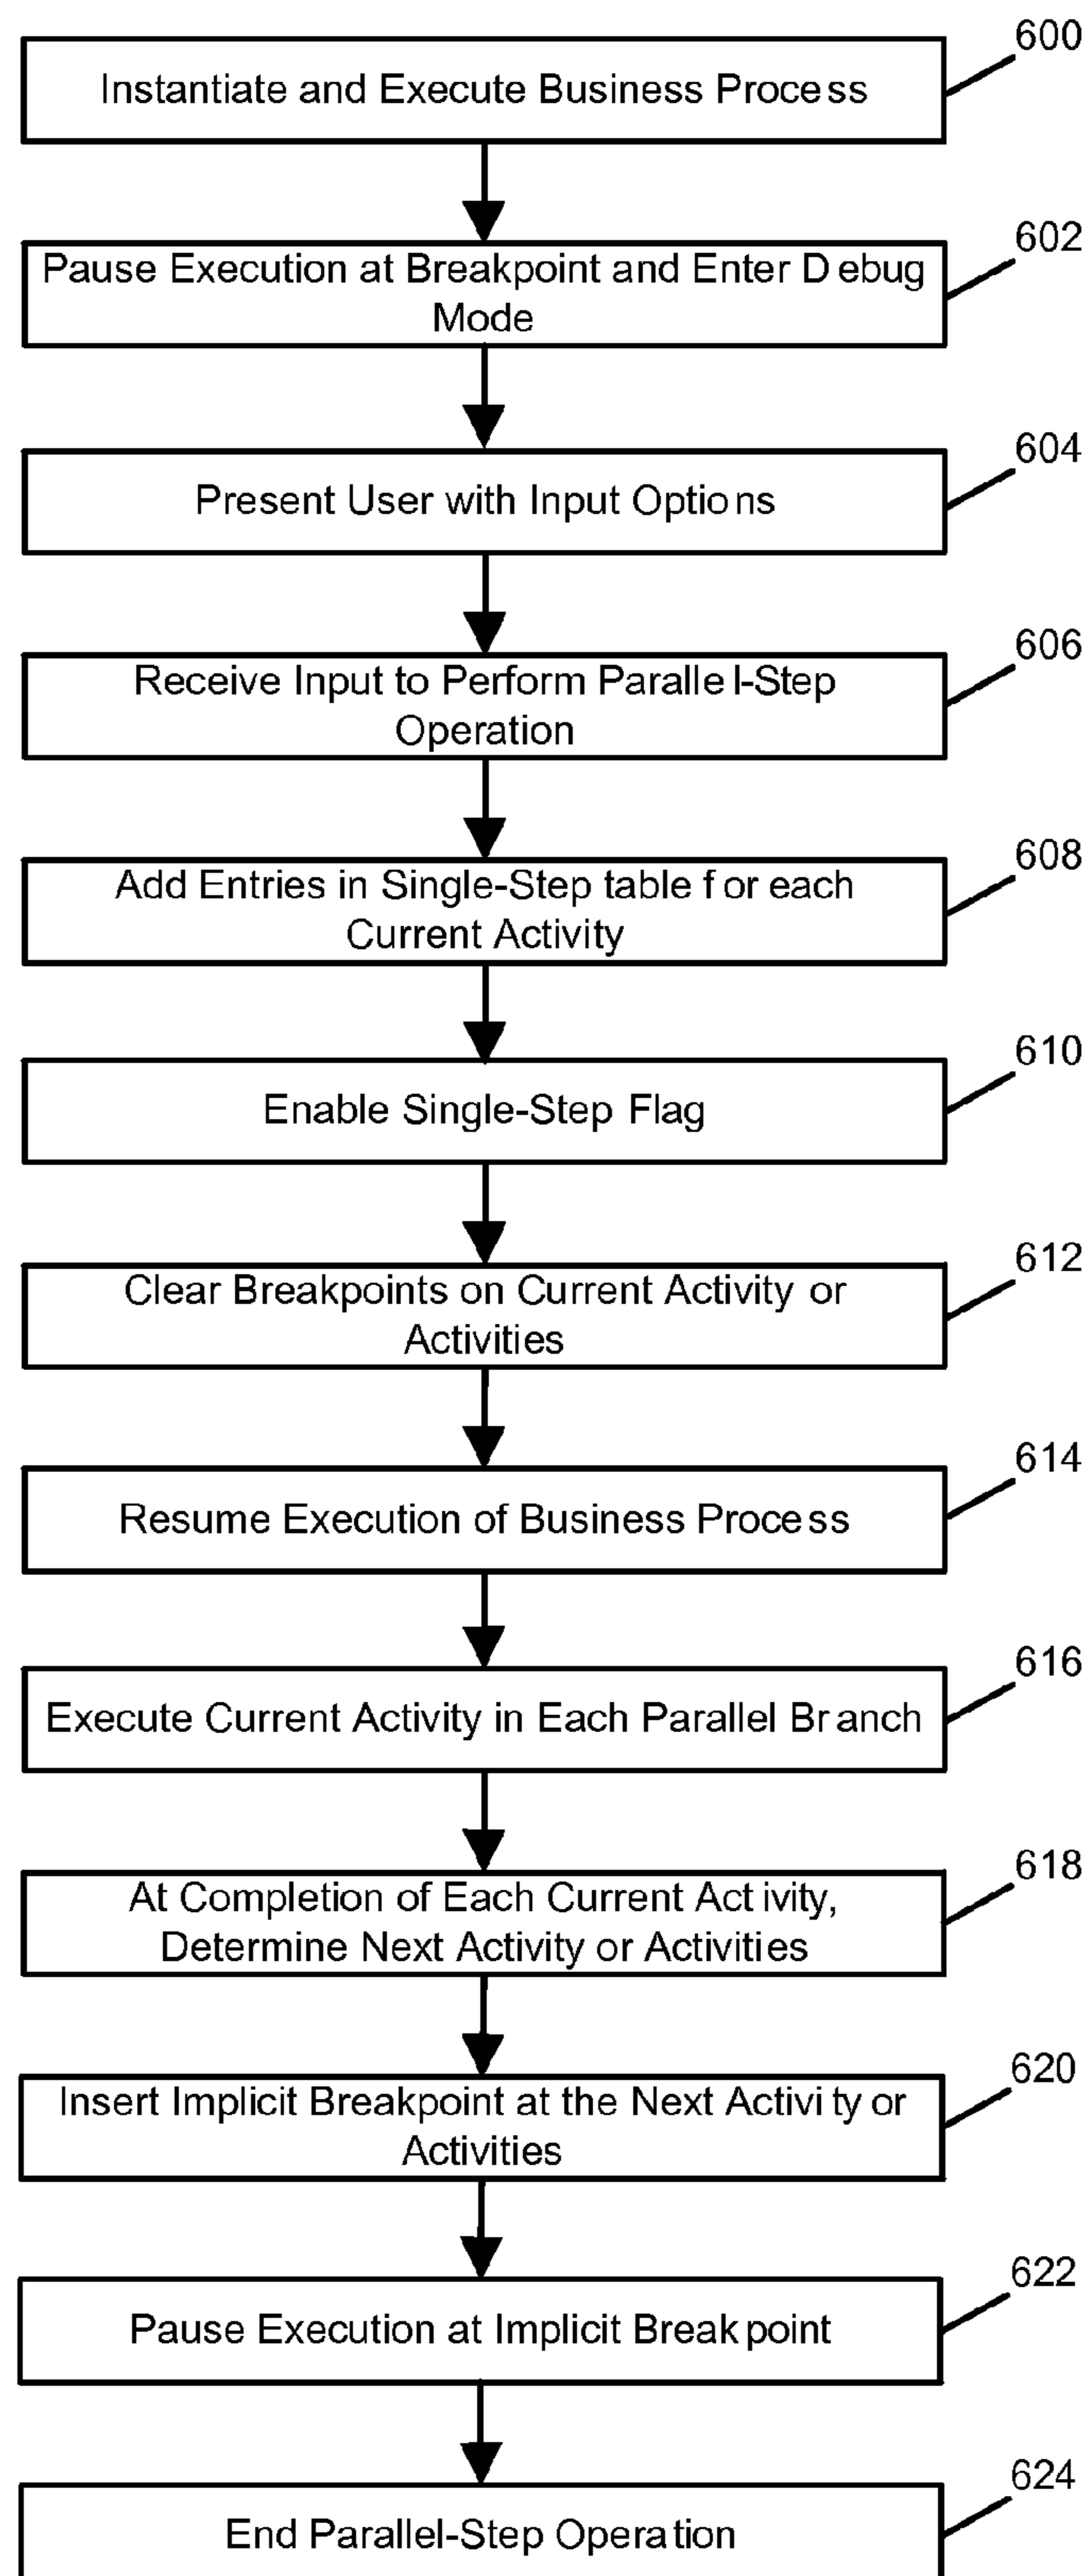 600
Instantiate and Execute Business Process
602
Pause Execution at Breakpoint and Enter Debug
Mode
604
Present User with Input Options
606
Receive Input to Perform Parallel-Step
Operation
608
Add Entries in Single-Step table for each
Current Activity
610
Enable Single-Step Flag
612
Clear Breakpoints on Current Activity or
Activities
614
Resume Execution of Business Process
616
Execute Current Activity in Each Parallel Branch
618
At Completion of Each Current Activity,
Determine Next Activity or Activities
620
Insert Implicit Breakpoint at the Next Activity or
Activities
622
Pause Execution at Implicit Breakpoint
624
End Parallel-Step Operation